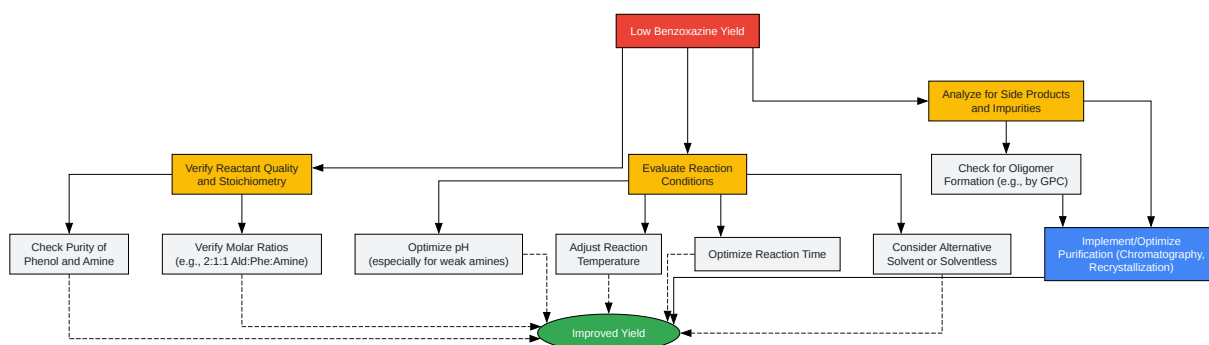 Low Benzoxazine Yield
Analyze for Side Products
and Impurities
Verify Reactant Quality
and Stoichiometry
Evaluate Reaction
Conditions
Check for Oligomer
Formation (e.g., by GPC)
Check Purity of
Phenol and Amine
Verify Molar Ratios
(e.g., 2:1:1 Ald:Phe:Amine)
Optimize pH
(especially for weak amines)
Adjust Reaction
Temperature
Optimize Reaction Time
Consider Alternative
Solvent or Solventless
Implement/Optimize
Purification (Chromatography,
Recrystallization)
Improved Yield